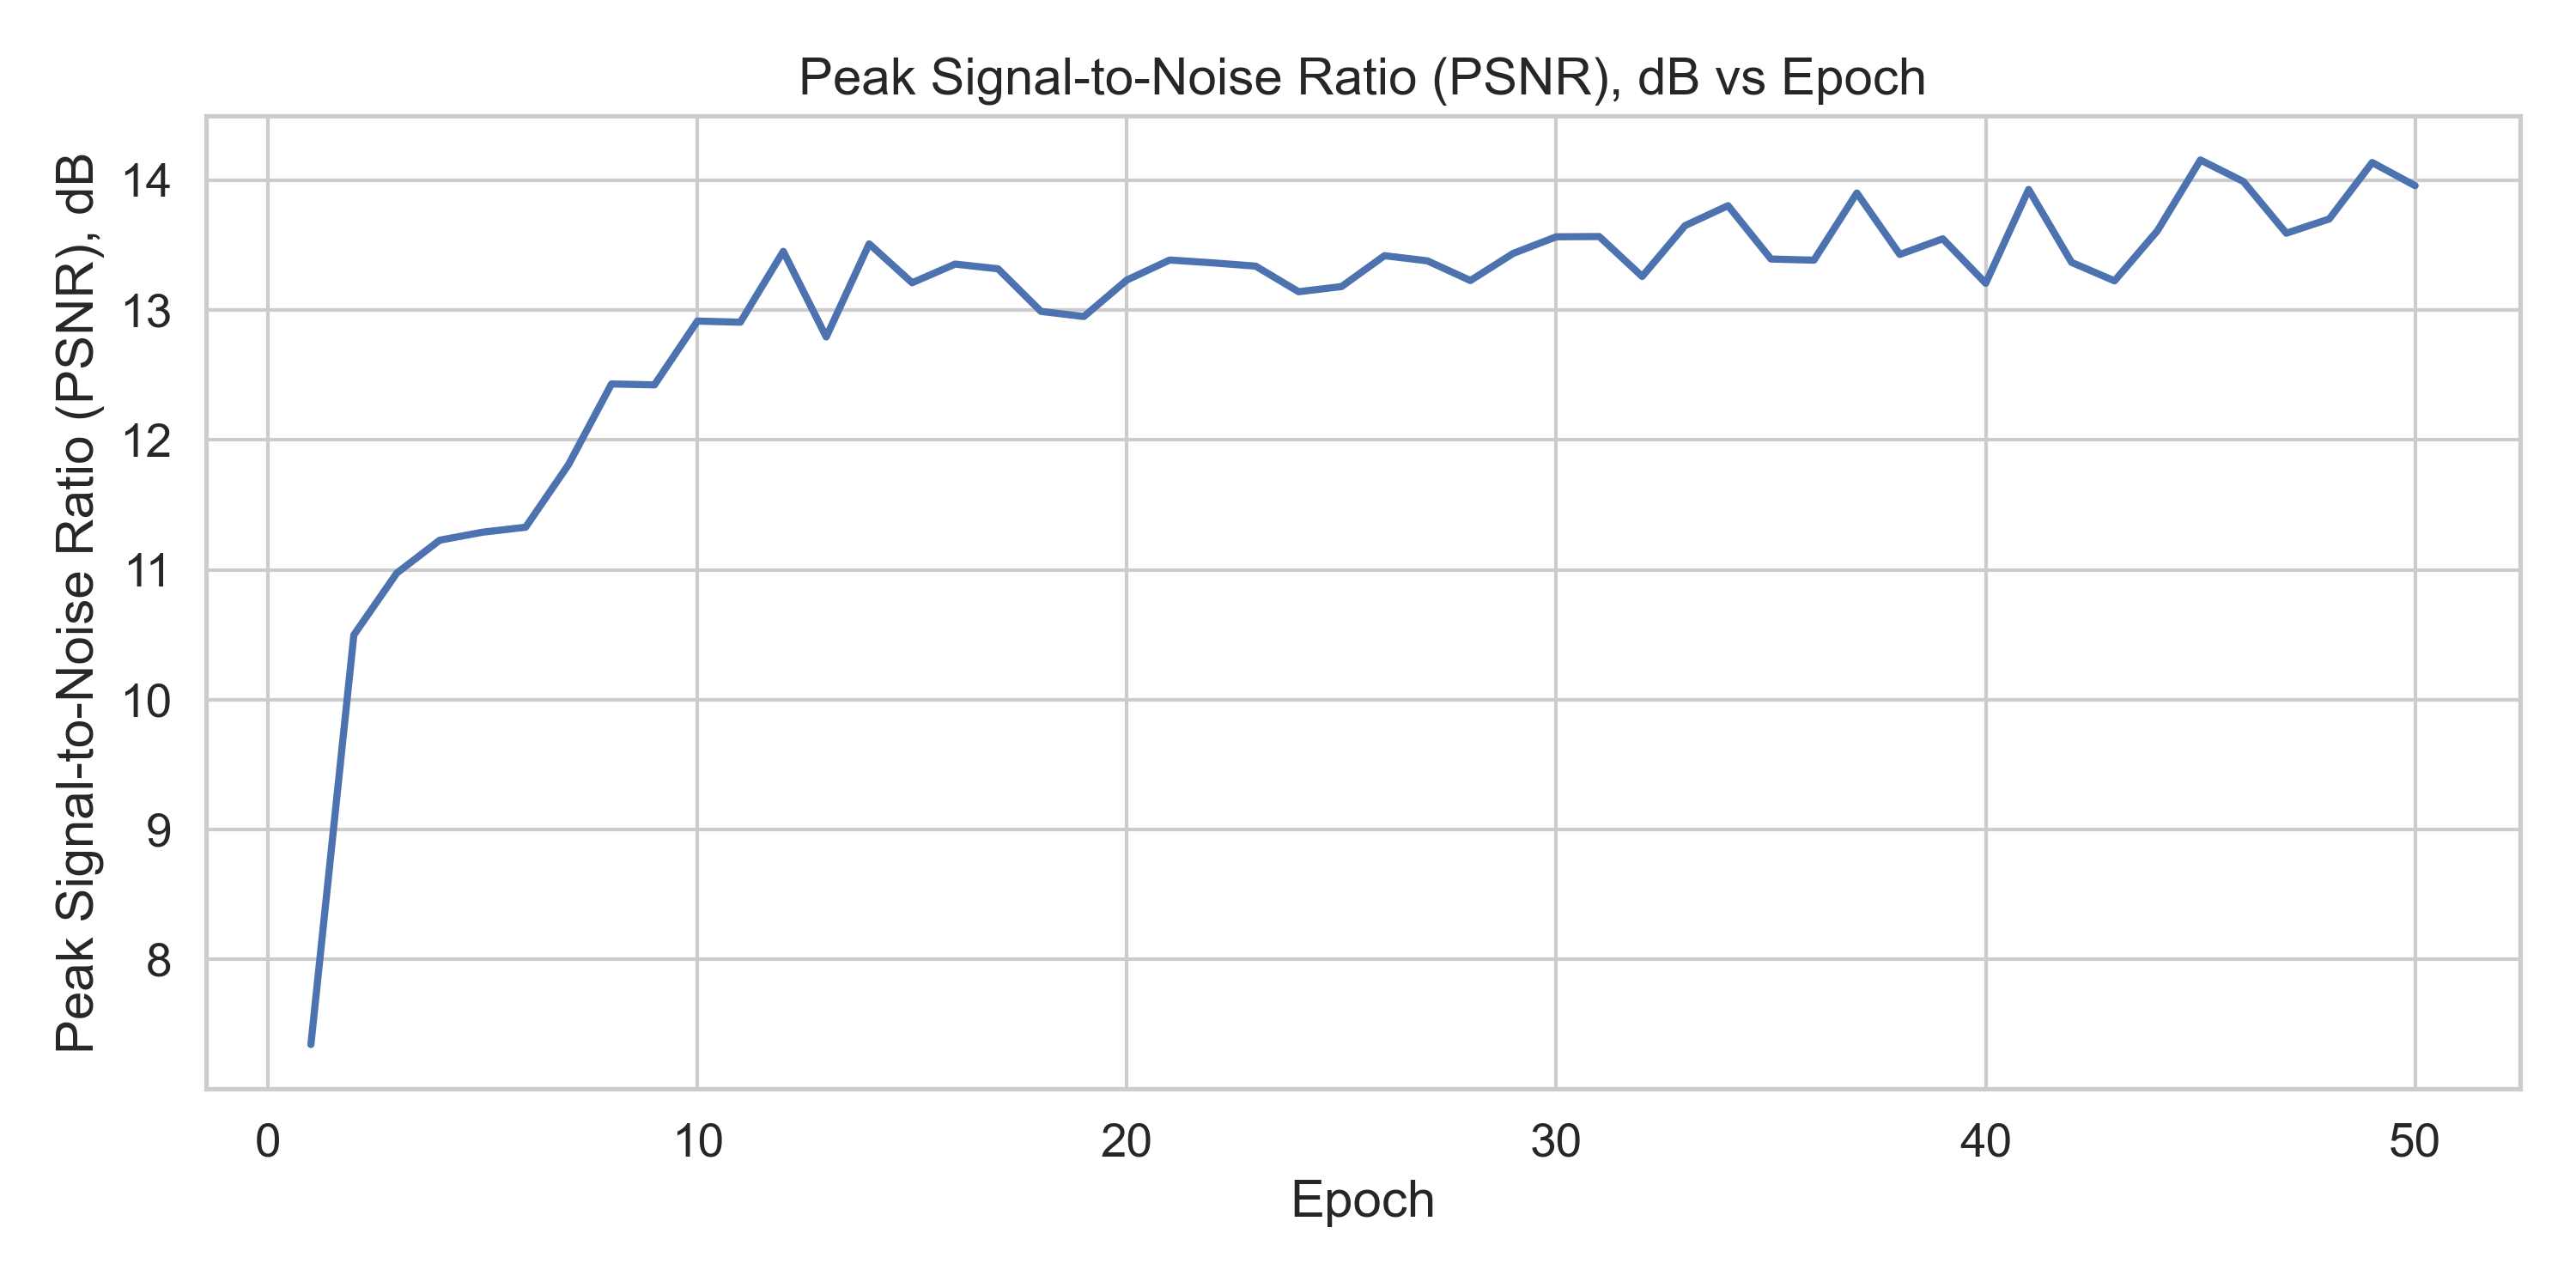 Peak Signal-to-Noise Ratio (PSNR), dB vs Epoch
Peak Signal-to-Noise Ratio (PSNR), dB
14
13
12
11
10
9
8
0 10 20 30 40 50
Epoch